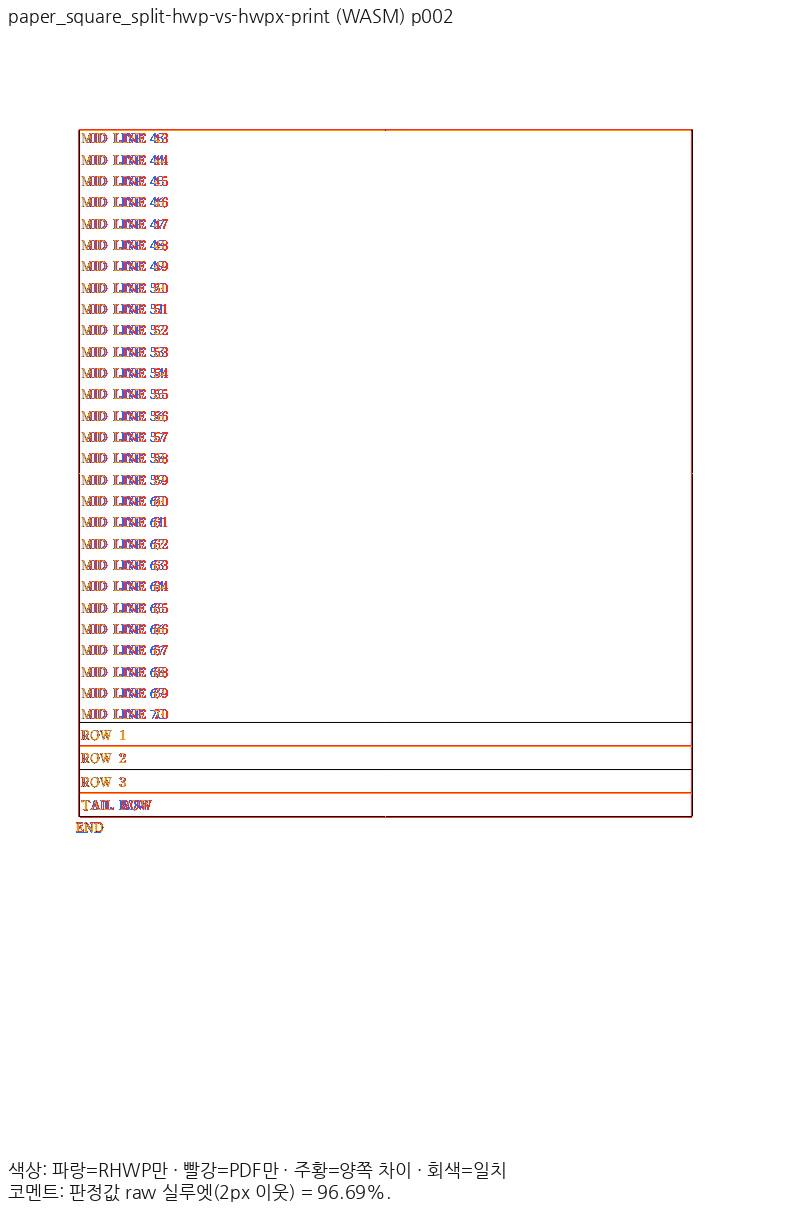 paper_square_split-hwp-vs-hwpx-print (WASM) p002
MID LINE 43
MID LINE 44
MID LINE 45
MID LINE 46
MID LINE 47
MID LINE 48
MID LINE 49
MID LINE 50
MID LINE 51
MID LINE 52
MID LINE 53
MID LINE 54
MID LINE 55
MID LINE 56
MID LINE 57
MID LINE 58
MID LINE 59
MID LINE 60
MID LINE 61
MID LINE 62
MID LINE 63
MID LINE 64
MID LINE 65
MID LINE 66
MID LINE 67
MID LINE 68
MID LINE 69
MID LINE 70
ROW 1
ROW 2
ROW 3
TAIL ROW
END
색상: 파랑=RHWP만 · 빨강=PDF만 · 주황=양쪽 차이 · 회색=일치
코멘트: 판정값 raw 실루엣(2px 이웃) = 96.69%.